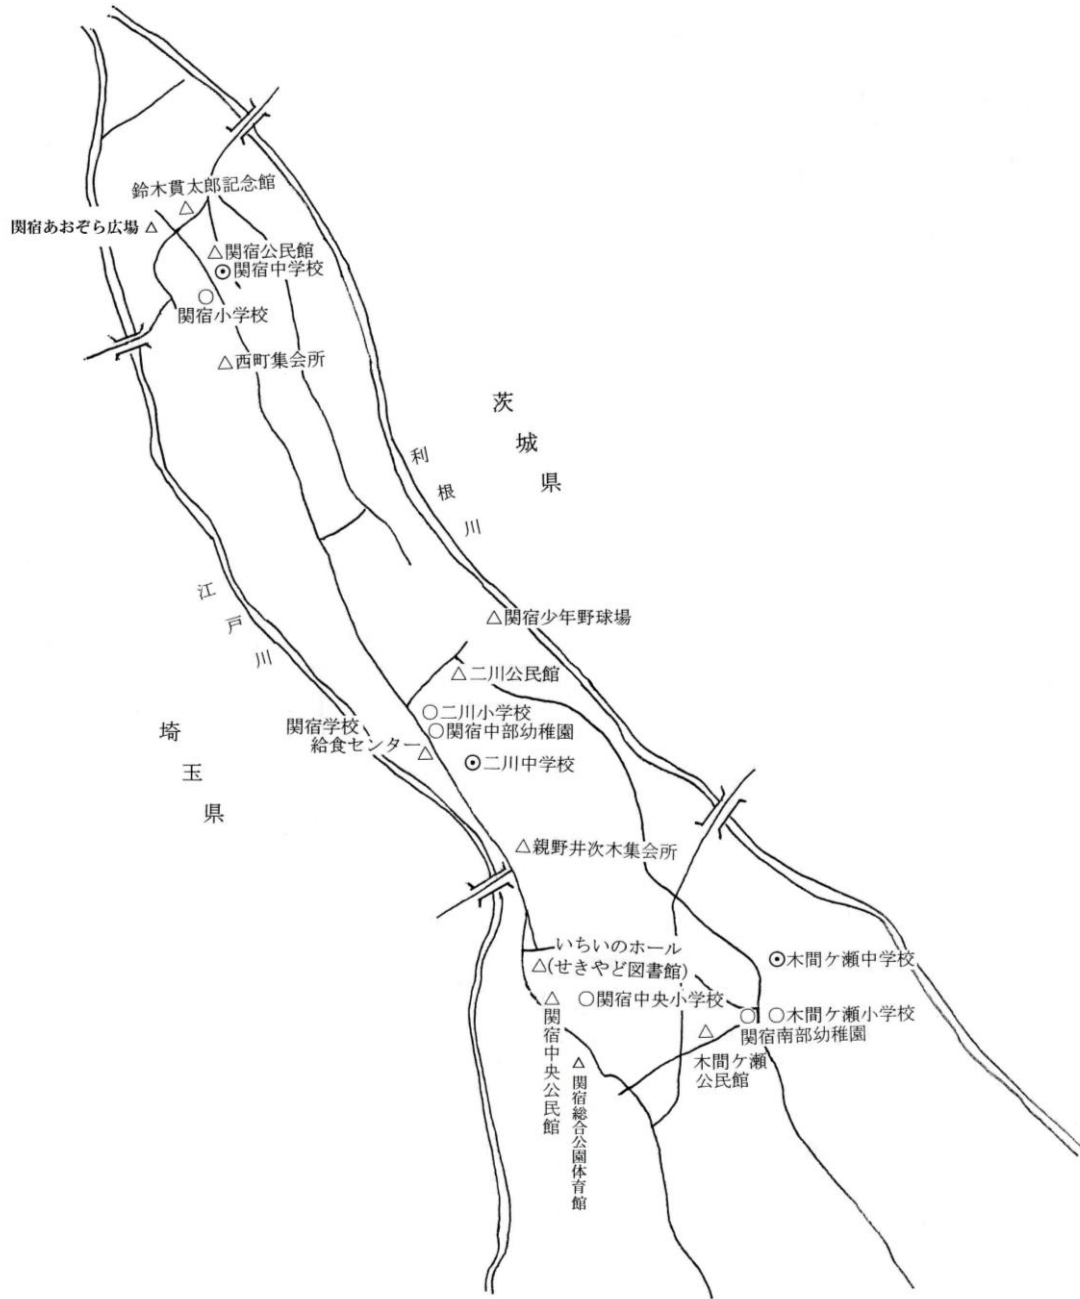 鈴木貫太郎記念館
関宿あおぞら広場 △
△関宿公民館
◉関宿中学校
○
関宿小学校
△西町集会所
茨城県
利根川
江戸川
△関宿少年野球場
△二川公民館
○二川小学校
○関宿中部幼稚園
関宿学校
給食センター△
◉二川中学校
埼玉県
△親野井次木集会所
いちいのホール
△(せきやど図書館)
◉木間ケ瀬中学校
○関宿中央小学校
○木間ケ瀬小学校
○
関宿南部幼稚園
△
木間ケ瀬
公民館
△関宿中央公民館
△関宿総合公園体育館